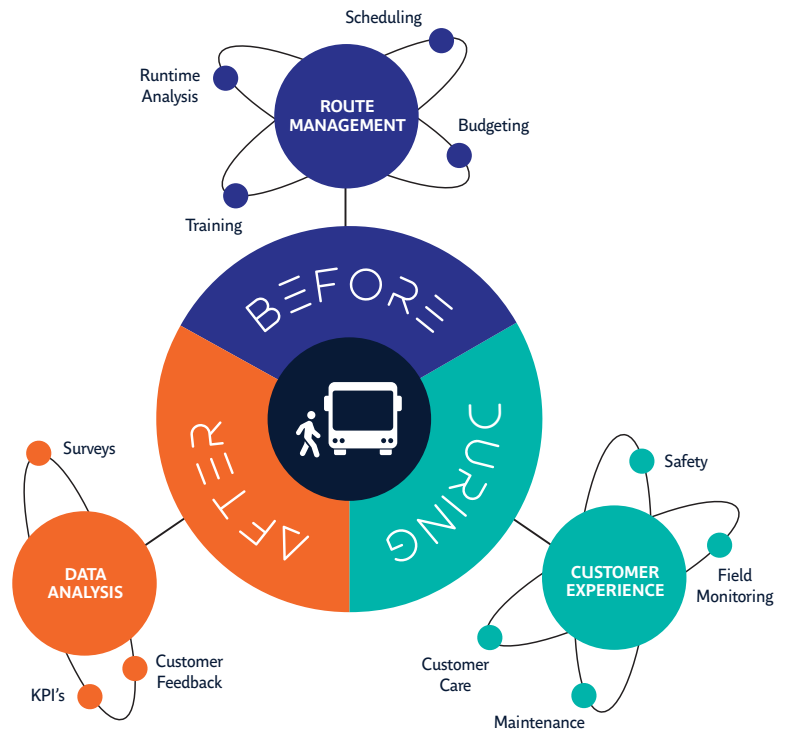 Scheduling
Runtime
Analysis
ROUTE
MANAGEMENT
Budgeting
Training
BEFORE
DURING
AFTER
Surveys
DATA
ANALYSIS
Customer
Feedback
KPI's
Safety
CUSTOMER
EXPERIENCE
Field
Monitoring
Customer
Care
Maintenance